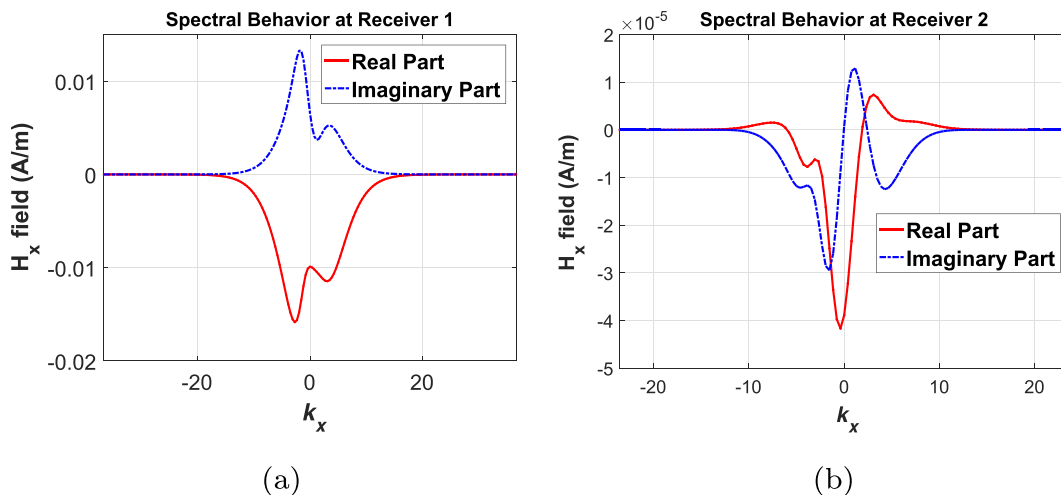 Spectral Behavior at Receiver 1
Real Part
Imaginary Part
0.01
0
-0.01
-0.02
H_x field (A/m)
-20 0 20
k_x
(a)
×10^-5 Spectral Behavior at Receiver 2
2
1
0
-1
-2
-3
-4
-5
H_x field (A/m)
Real Part
Imaginary Part
-20 -10 0 10 20
k_x
(b)